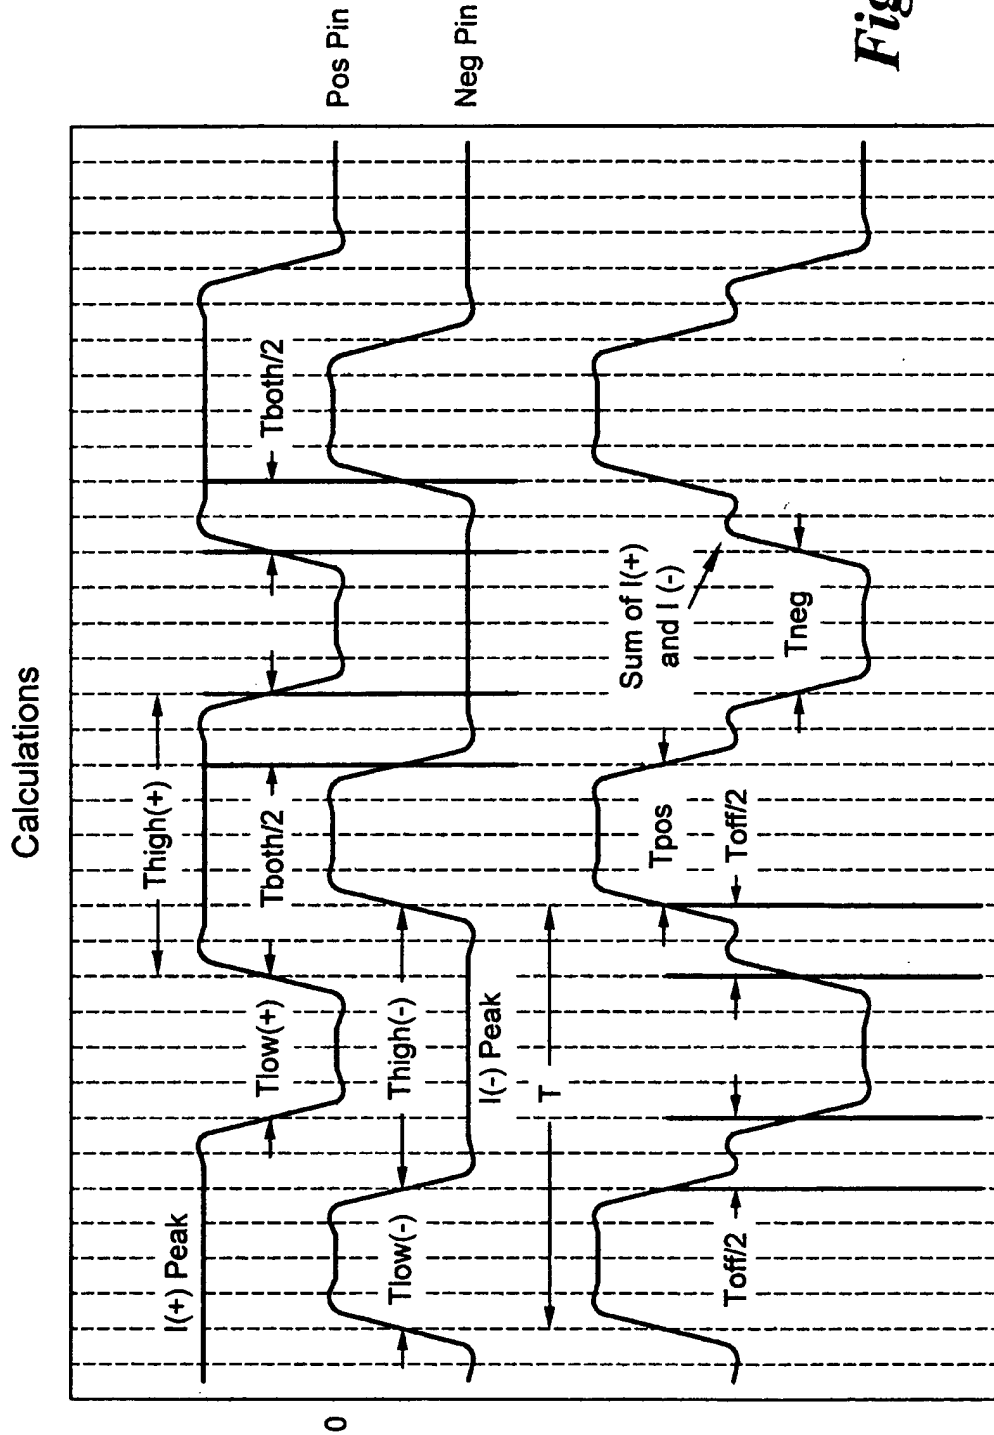 Calculations
Thigh(+)
I(+) Peak
Tlow(+)
Tboth/2
Tboth/2
0
Pos Pin
Tlow(-)
Thigh(-)
Neg Pin
I(-) Peak
T
Sum of I(+)
and I (-)
Tpos
Toff/2
Toff/2
Tneg
Fig